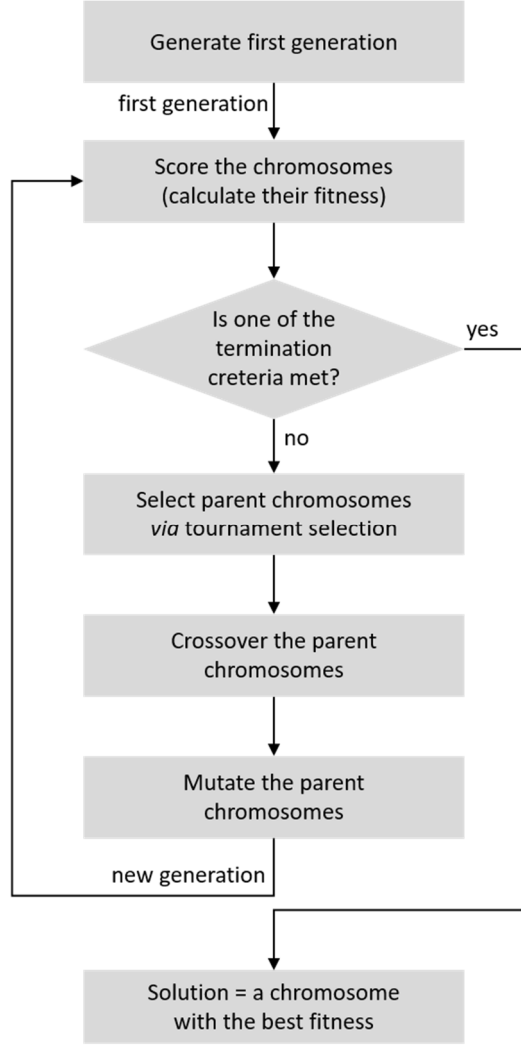 Generate first generation
first generation
Score the chromosomes
(calculate their fitness)
Is one of the
termination
creteria met?
yes
no
Select parent chromosomes
via tournament selection
Crossover the parent
chromosomes
Mutate the parent
chromosomes
new generation
Solution = a chromosome
with the best fitness